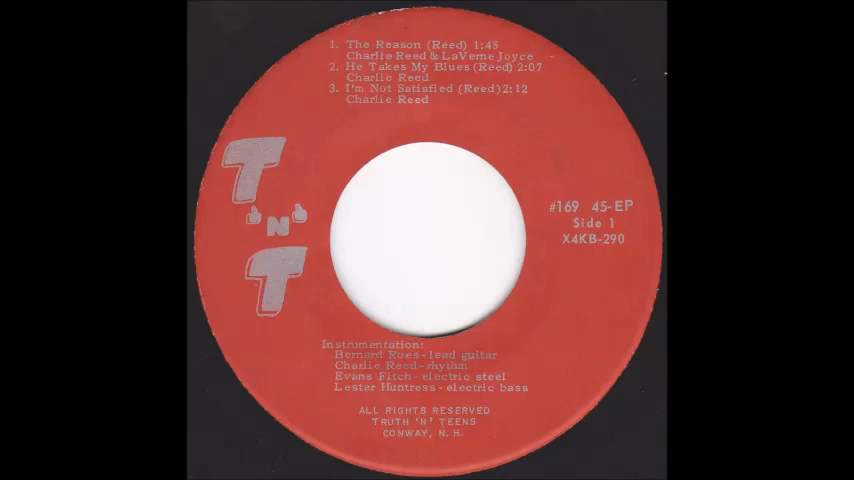 1. The Reason (Reed) 1:45
Charlie Reed & LaVerne Joyce
2. He Takes My Blues (Reed) 2:07
Charlie Reed
3. I'm Not Satisfied (Reed) 2:12
Charlie Reed
T
'N'
T
#169 45-EP
Side 1
X4KB-290
Instrumentation:
Bernard Roes - lead guitar
Charlie Reed - rhythm
Evans Fitch - electric steel
Lester Huntress - electric bass
ALL RIGHTS RESERVED
TRUTH 'N' TEENS
CONWAY, N. H.